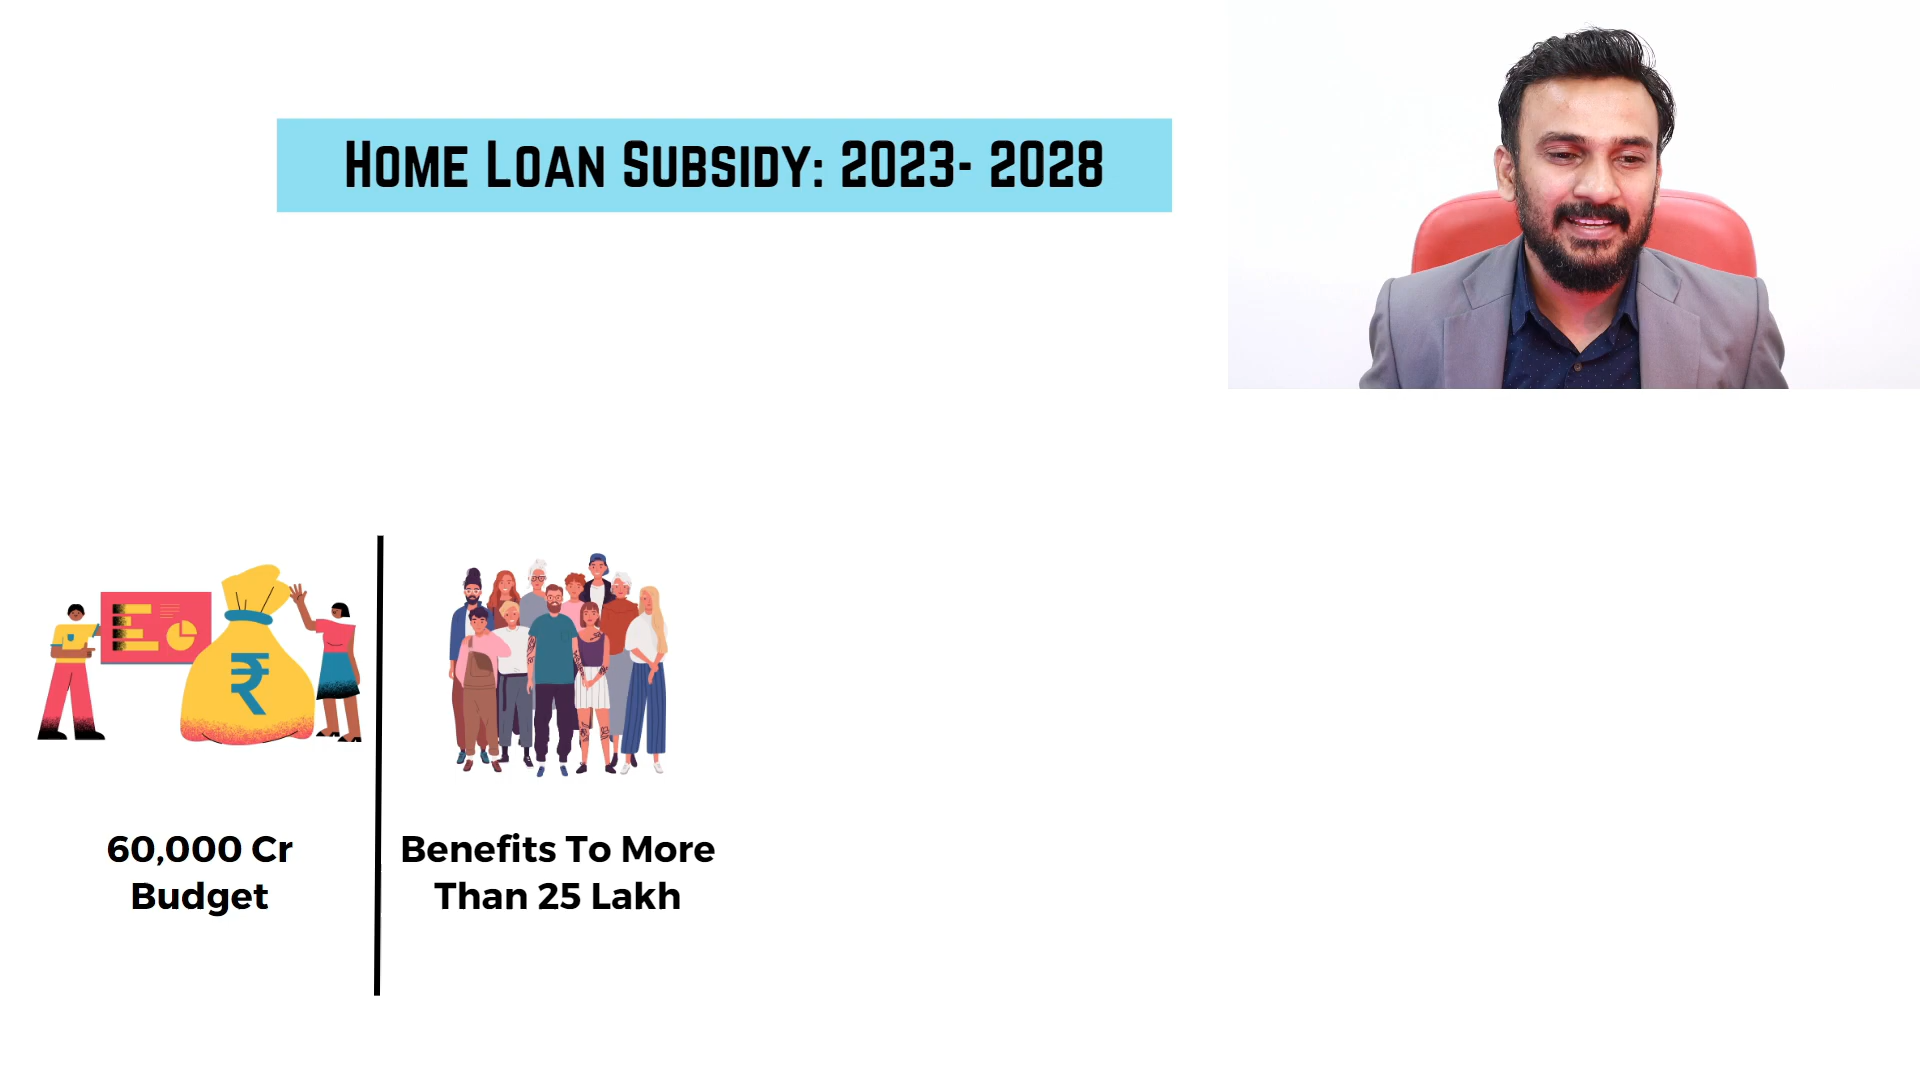 Home Loan Subsidy: 2023- 2028
₹
60,000 Cr
Budget
Benefits To More
Than 25 Lakh